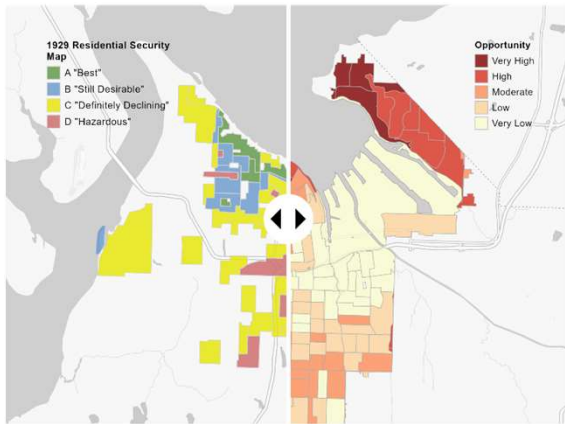 1929 Residential Security
Map
A "Best"
B "Still Desirable"
C "Definitely Declining"
D "Hazardous"
Opportunity
Very High
High
Moderate
Low
Very Low